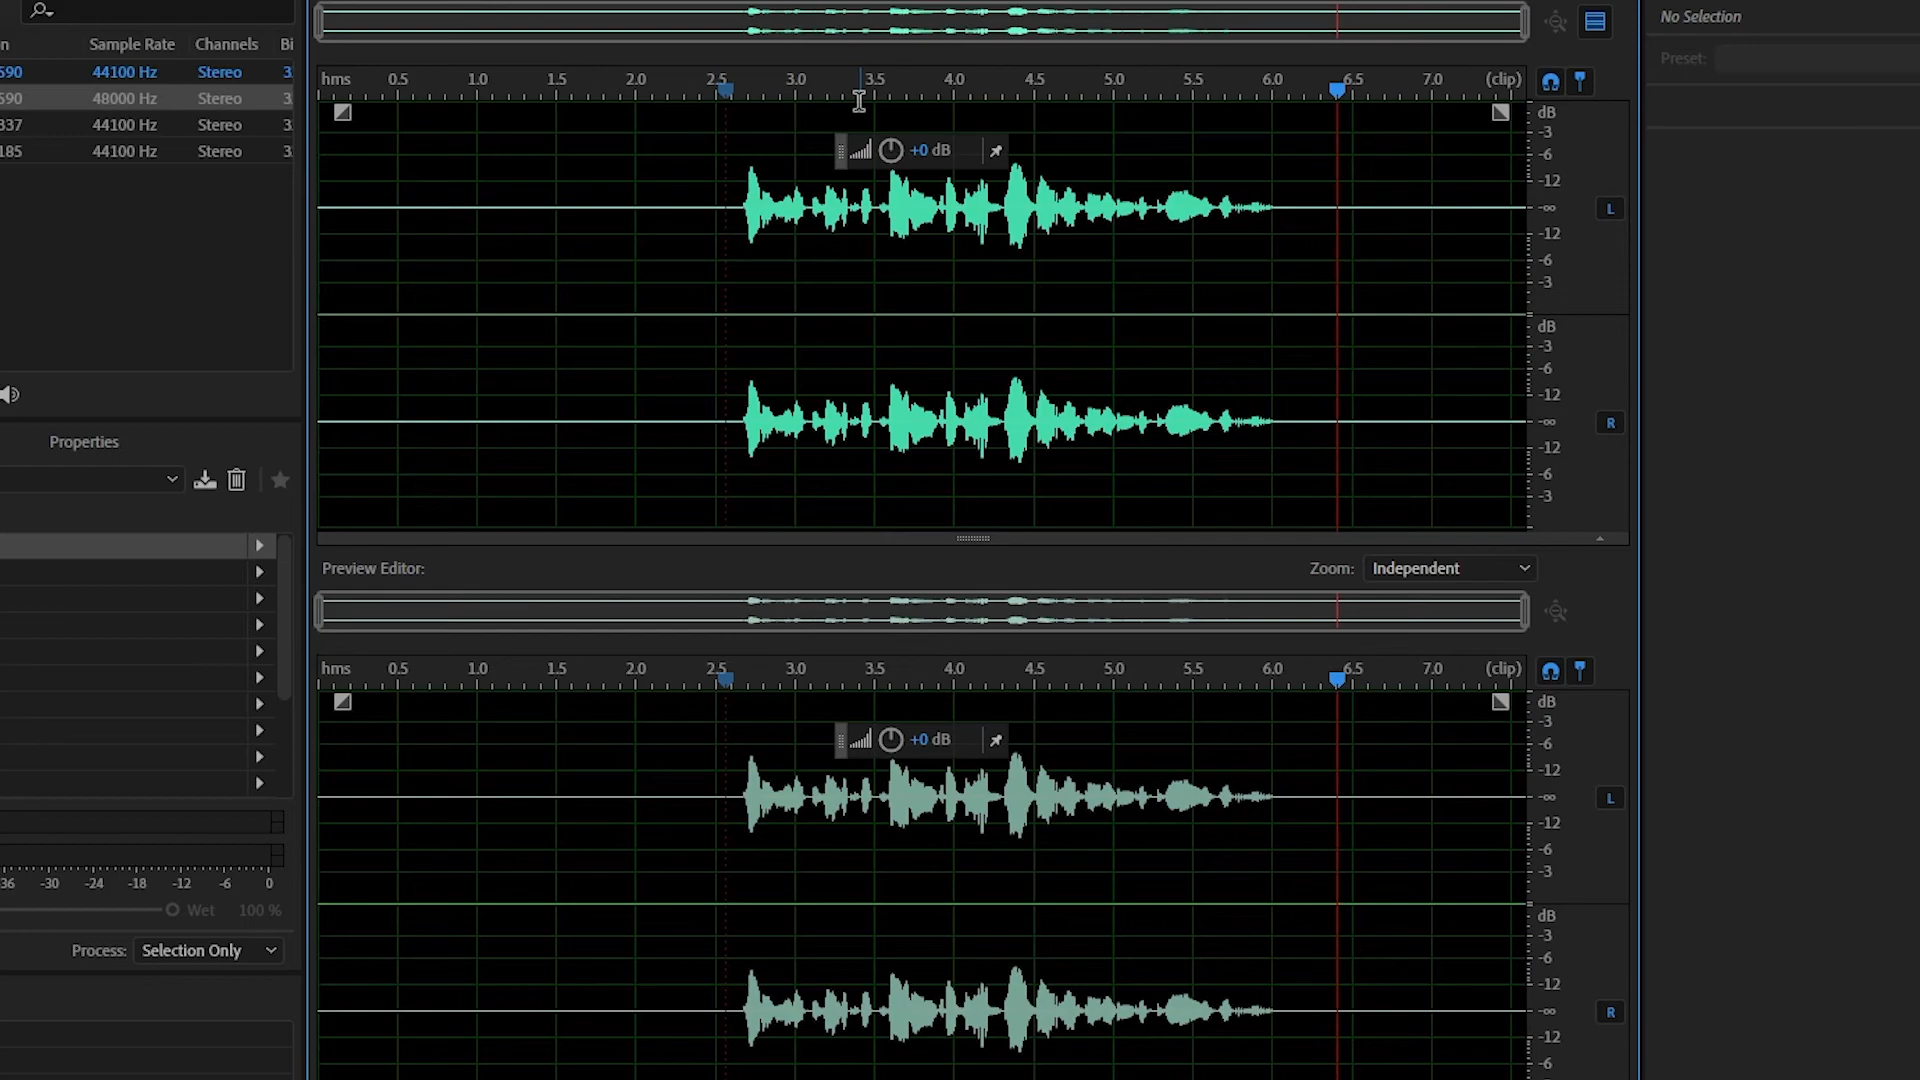 n Sample Rate Channels Bi
590 44100 Hz Stereo 3
590 48000 Hz Stereo 3
337 44100 Hz Stereo 3
185 44100 Hz Stereo 3
Properties
36 -30 -24 -18 -12 -6 0
Wet 100 %
Process: Selection Only
hms 0.5 1.0 1.5 2.0 2.5 3.0 3.5 4.0 4.5 5.0 5.5 6.0 6.5 7.0 (clip)
+0 dB
dB
-3
-6
-12
-∞
-12
-6
-3
L
dB
-3
-6
-12
-∞
-12
-6
-3
R
Preview Editor: Zoom: Independent
hms 0.5 1.0 1.5 2.0 2.5 3.0 3.5 4.0 4.5 5.0 5.5 6.0 6.5 7.0 (clip)
+0 dB
dB
-3
-6
-12
-∞
-12
-6
-3
L
dB
-3
-6
-12
-∞
-12
-6
R
No Selection
Preset: